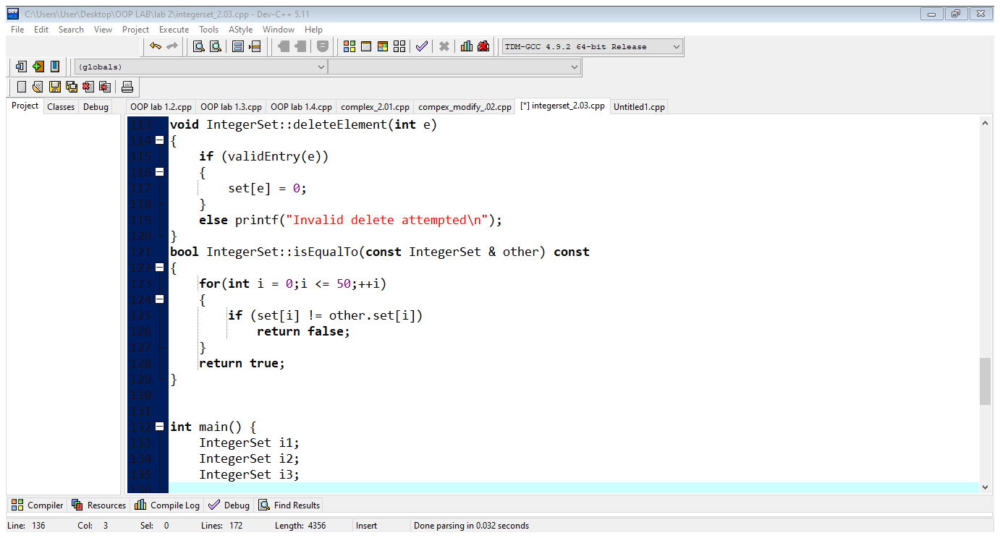 C:\Users\User\Desktop\OOP LAB\lab 2\integerset_2.03.cpp - Dev-C++ 5.11
File Edit Search View Project Execute Tools AStyle Window Help
TDM-GCC 4.9.2 64-bit Release
(globals)
Project Classes Debug OOP lab 1.2.cpp OOP lab 1.3.cpp OOP lab 1.4.cpp complex_2.01.cpp compex_modify_.02.cpp [*] integerset_2.03.cpp Untitled1.cpp
113 void IntegerSet::deleteElement(int e)
114 {
115 if (validEntry(e))
116 {
117 set[e] = 0;
118 }
119 else printf("Invalid delete attempted\n");
120 }
121 bool IntegerSet::isEqualTo(const IntegerSet & other) const
122 {
123 for(int i = 0;i <= 50;++i)
124 {
125 if (set[i] != other.set[i])
126 return false;
127 }
128 return true;
129 }
130
131
132 int main() {
133 IntegerSet i1;
134 IntegerSet i2;
135 IntegerSet i3;
136
Compiler Resources Compile Log Debug Find Results
Line: 136 Col: 3 Sel: 0 Lines: 172 Length: 4356 Insert Done parsing in 0.032 seconds